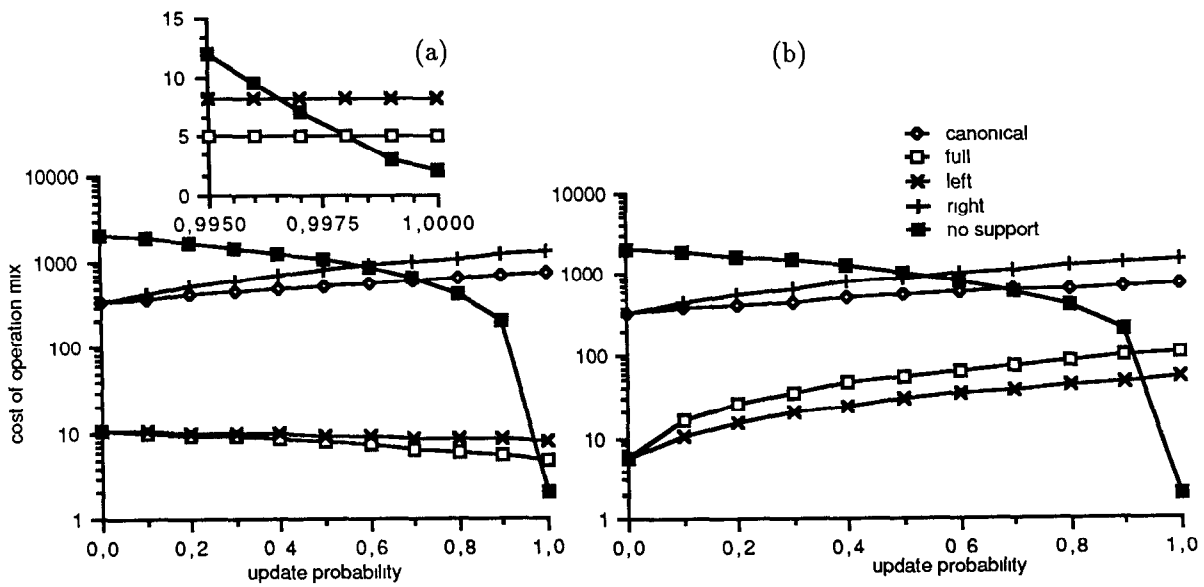 (a)
15
10
5
0
0,9950
0,9975
1,0000
10000
1000
100
10
1
cost of operation mix
0,0
0,2
0,4
0,6
0,8
1,0
update probability
(b)
canonical
full
left
right
no support
10000
1000
100
10
1
0,0
0,2
0,4
0,6
0,8
1,0
update probability